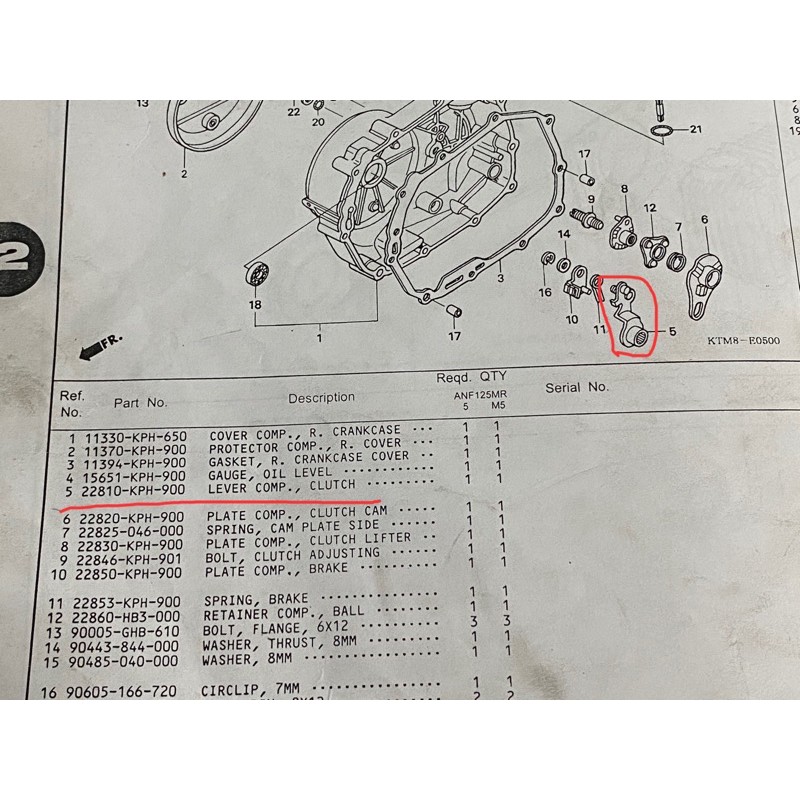 13
22
20
2
21
17
8
9
12
7
6
14
16
10
11
5
3
18
1
17
2
FR.
KTM8-E0500
Reqd. QTY
Ref. No. Part No. Description ANF125MR Serial No.
5 M5
1 11330-KPH-650 COVER COMP., R. CRANKCASE ··· 1 1
2 11370-KPH-900 PROTECTOR COMP., R. COVER ··· 1 1
3 11394-KPH-900 GASKET, R. CRANKCASE COVER ·· 1 1
4 15651-KPH-900 GAUGE, OIL LEVEL ············ 1 1
5 22810-KPH-900 LEVER COMP., CLUTCH ········· 1 1
6 22820-KPH-900 PLATE COMP., CLUTCH CAM ····· 1 1
7 22825-046-000 SPRING, CAM PLATE SIDE ······ 1 1
8 22830-KPH-900 PLATE COMP., CLUTCH LIFTER ·· 1 1
9 22846-KPH-901 BOLT, CLUTCH ADJUSTING ······ 1 1
10 22850-KPH-900 PLATE COMP., BRAKE ·········· 1 1
11 22853-KPH-900 SPRING, BRAKE ··············· 1 1
12 22860-HB3-000 RETAINER COMP., BALL ········ 1 1
13 90005-GHB-610 BOLT, FLANGE, 6X12 ·········· 3 3
14 90443-844-000 WASHER, THRUST, 8MM ········· 1 1
15 90485-040-000 WASHER, 8MM ················· 1 1
16 90605-166-720 CIRCLIP, 7MM ················ 1 1
2 2